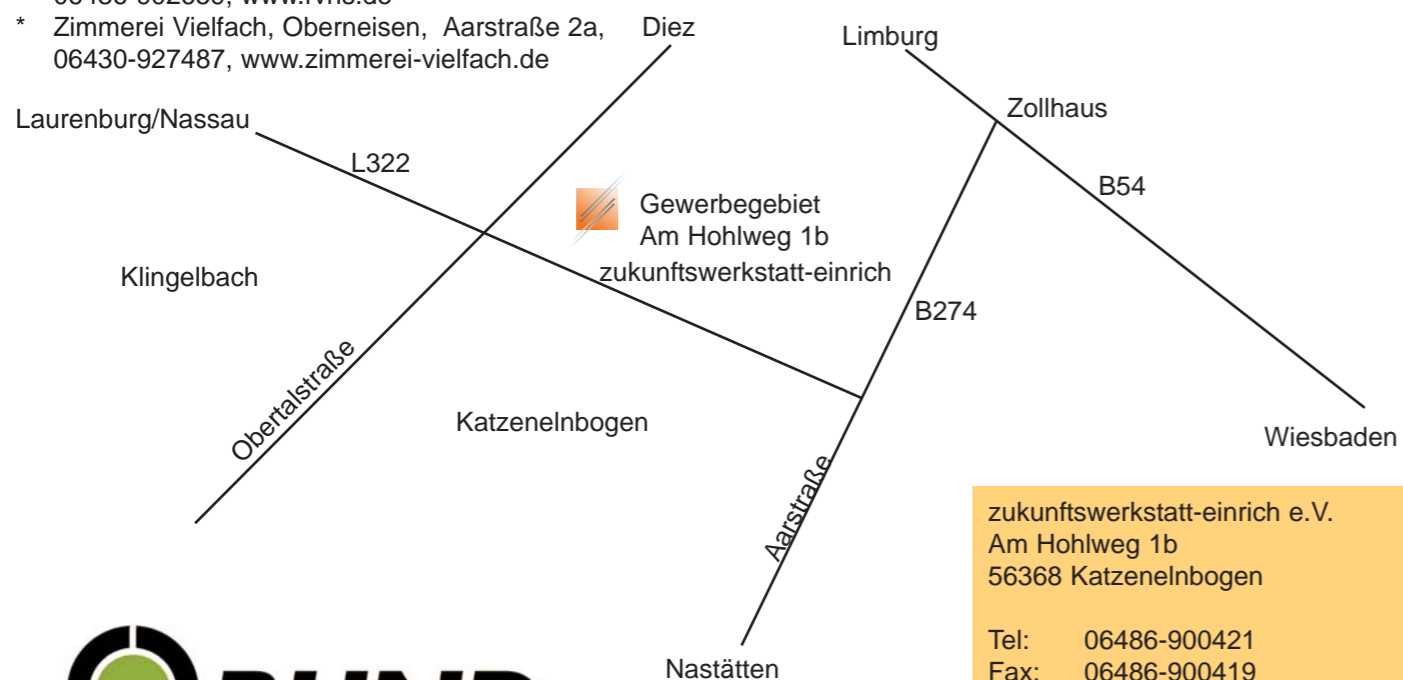 * Zimmerei Vielfach, Oberneisen, Aarstraße 2a,
06430-927487, www.zimmerei-vielfach.de
Diez
Limburg
Laurenburg/Nassau
Zollhaus
L322
B54
Gewerbegebiet
Am Hohlweg 1b
zukunftswerkstatt-einrich
Klingelbach
B274
Obertalstraße
Katzenelnbogen
Wiesbaden
Aarstraße
zukunftswerkstatt-einrich e.V.
Am Hohlweg 1b
56368 Katzenelnbogen
Tel: 06486-900421
Fax: 06486-900419
Nastätten
BUND